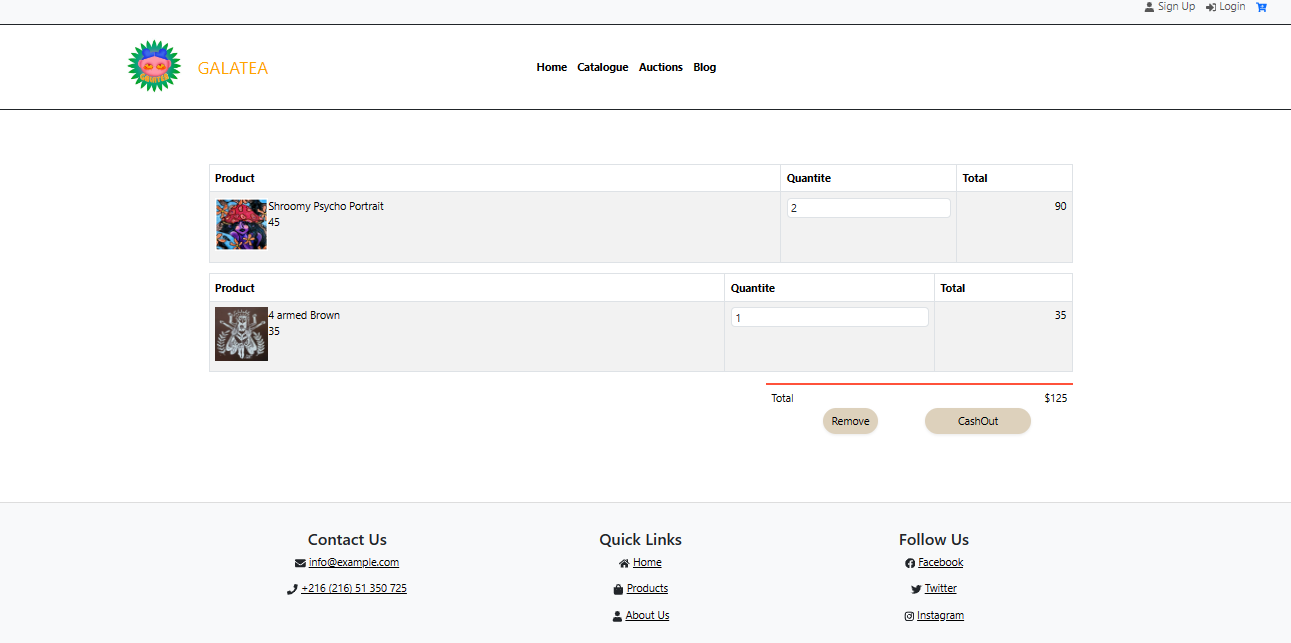 Sign Up Login
GALATEA
Home Catalogue Auctions Blog
Product Quantite Total
Shroomy Psycho Portrait 2 90
45
Product Quantite Total
4 armed Brown 1 35
35
Total $125
Remove CashOut
Contact Us Quick Links Follow Us
info@example.com Home Facebook
+216 (216) 51 350 725 Products Twitter
About Us Instagram